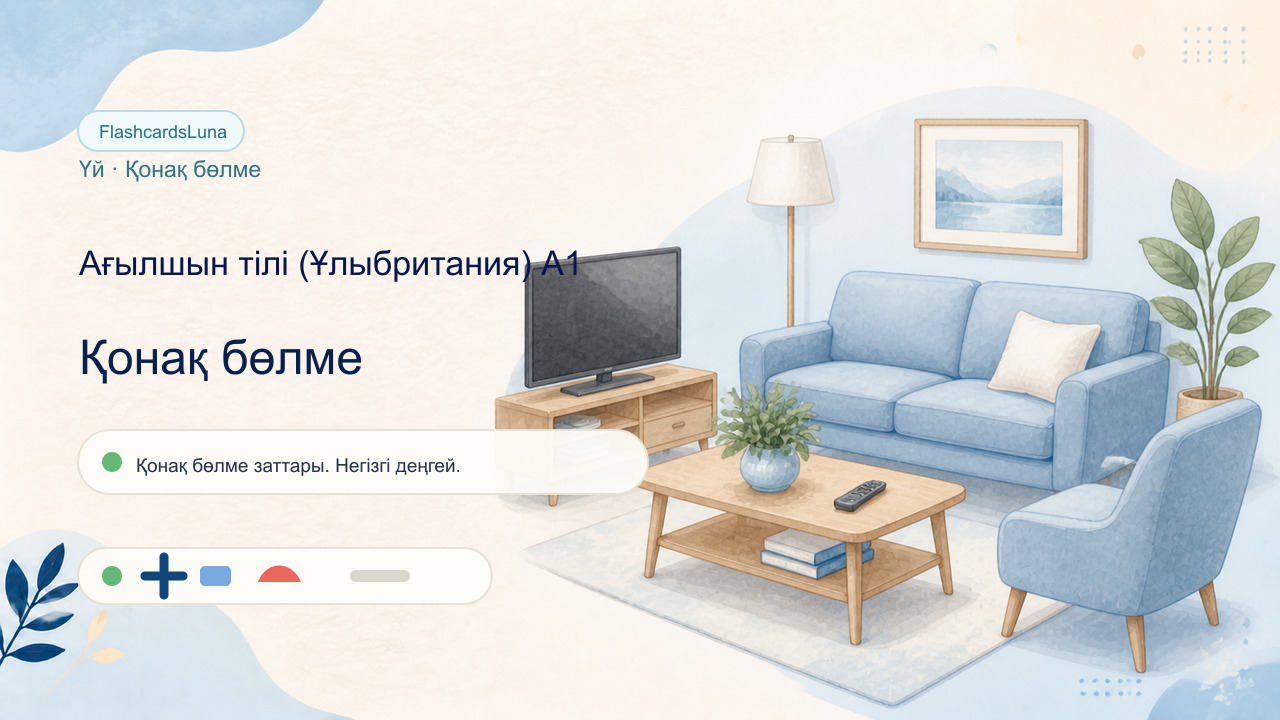 FlashcardsLuna
Үй · Қонақ бөлме
Ағылшын тілі (Ұлыбритания) A1
Қонақ бөлме
Қонақ бөлме заттары. Негізгі деңгей.